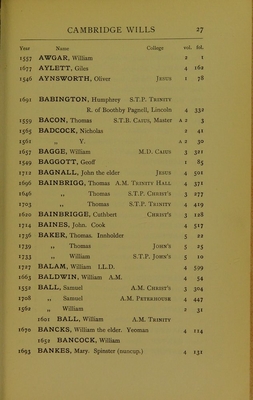 CAMBRIDGE WILLS 27
Year Name College vol. fol.
1557 AWGAR, William 2 1
1677 AYLETT, Giles 4 162
1546 AYNSWORTH, Oliver JESUS 1 78
1691 BABINGTON, Humphrey S.T.P. TRINITY
R. of Boothby Pagnell, Lincoln 4 352
1559 BACON, Thomas S.T.B. CAIUS, Master A 2 3
1565 BADCOCK, Nicholas 2 41
1561 „ Y. A 2 30
1657 BAGGE, William M.D. CAIUS 3 321
1549 BAGGOTT, Geoff 1 85
1712 BAGNALL, John the elder JESUS 4 501
1696 BAINBRIGG, Thomas A.M. TRINITY HALL 4 371
1646 „ Thomas S.T.P. CHRIST'S 3 277
1703 „ Thomas S.T.P. TRINITY 4 419
1620 BAINBRIGGE, Cuthbert CHRIST'S 3 128
1714 BAINES, John. Cook 4 517
1736 BAKER, Thomas. Innholder 5 22
1739 „ Thomas JOHN'S 5 25
1733 „ William S.T.P. JOHN'S 5 10
1727 BALAM, William LL.D. 4 599
1663 BALDWIN, William A.M. 4 54
1552 BALL, Samuel A.M. CHRIST'S 3 304
1708 „ Samuel A.M. PETERHOUSE 4 447
1562 „ William 2 31
1601 BALL, William A.M. TRINITY
1670 BANCKS, William the elder. Yeoman 4 114
1652 BANCOCK, William
1693 BANKES, Mary. Spinster (nuncup.) 4 131